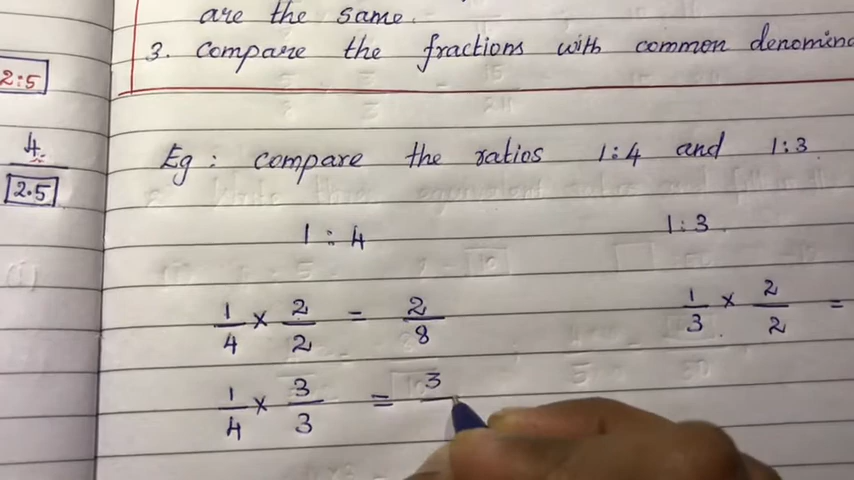 are the same.
3. Compare the fractions with common denomin
2:5
4
2.5
Eg: compare the ratios 1:4 and 1:3
1:4 1:3
1/4 × 2/2 = 2/8 1/3 × 2/2 =
1/4 × 3/3 = 3